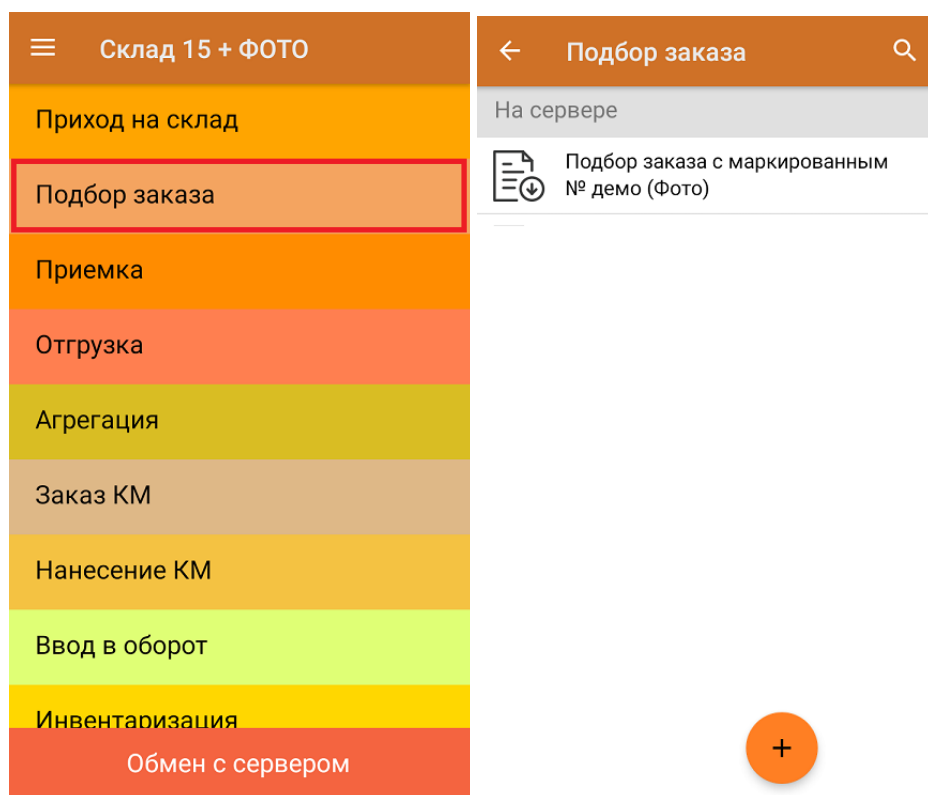 Склад 15 + ФОТО
Приход на склад
Подбор заказа
Приемка
Отгрузка
Агрегация
Заказ КМ
Нанесение КМ
Ввод в оборот
Инвентаризация
Обмен с сервером
Подбор заказа
На сервере
Подбор заказа с маркированным
№ демо (Фото)